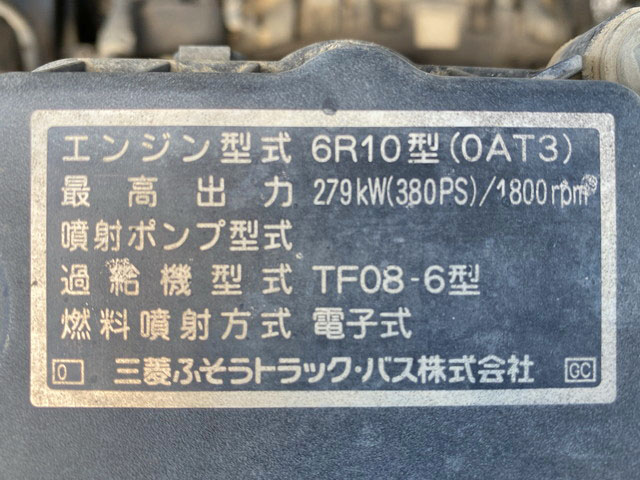 エンジン型式 6R10型(0AT3)
最高出力 279kW(380PS)/1800rpm
噴射ポンプ型式
過給機型式 TF08-6型
燃料噴射方式 電子式
0 三菱ふそうトラック・バス株式会社 GC